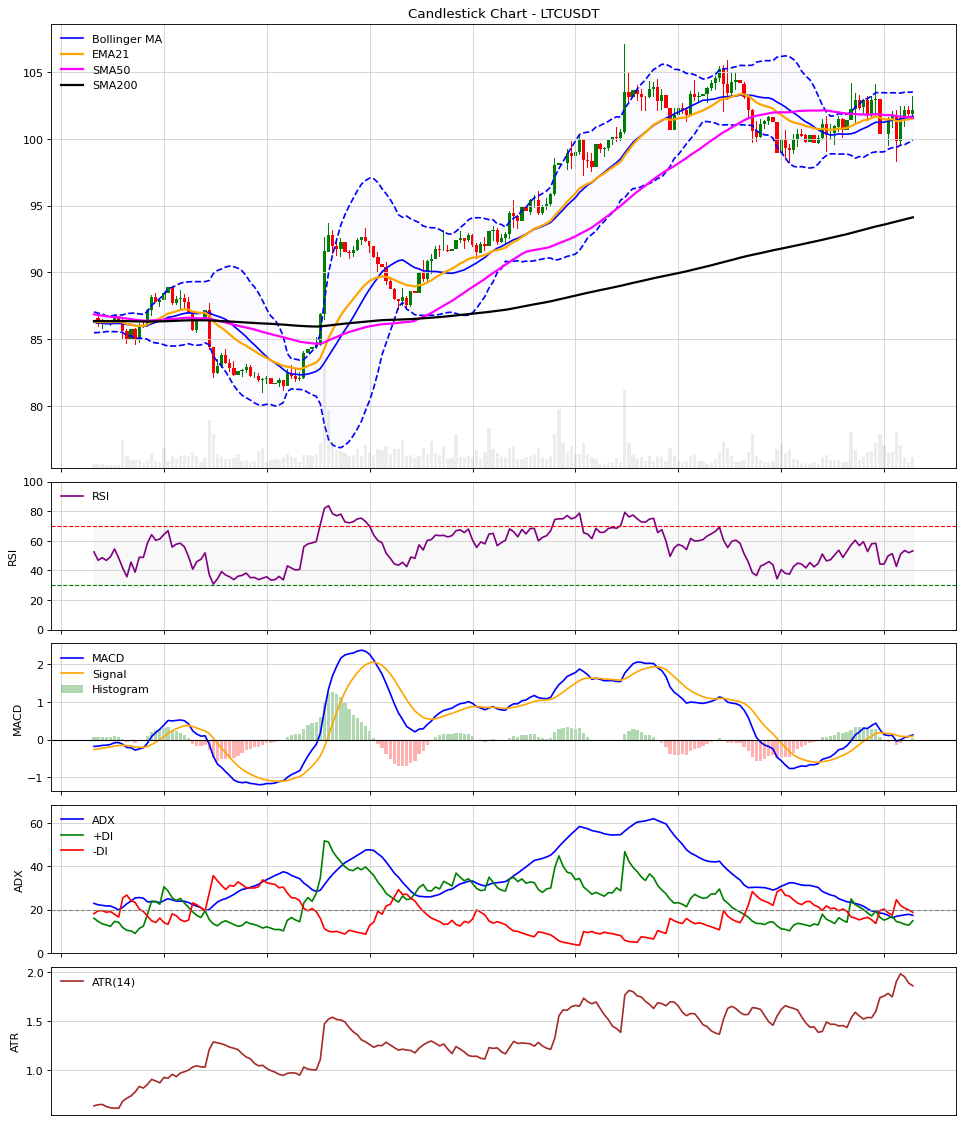 Candlestick Chart - LTCUSDT
Bollinger MA
EMA21
SMA50
SMA200
105
100
95
90
85
80
RSI
100
80
60
40
20
0
RSI
MACD
Signal
Histogram
2
1
0
−1
MACD
ADX
+DI
-DI
60
40
20
0
ADX
ATR(14)
2.0
1.5
1.0
ATR